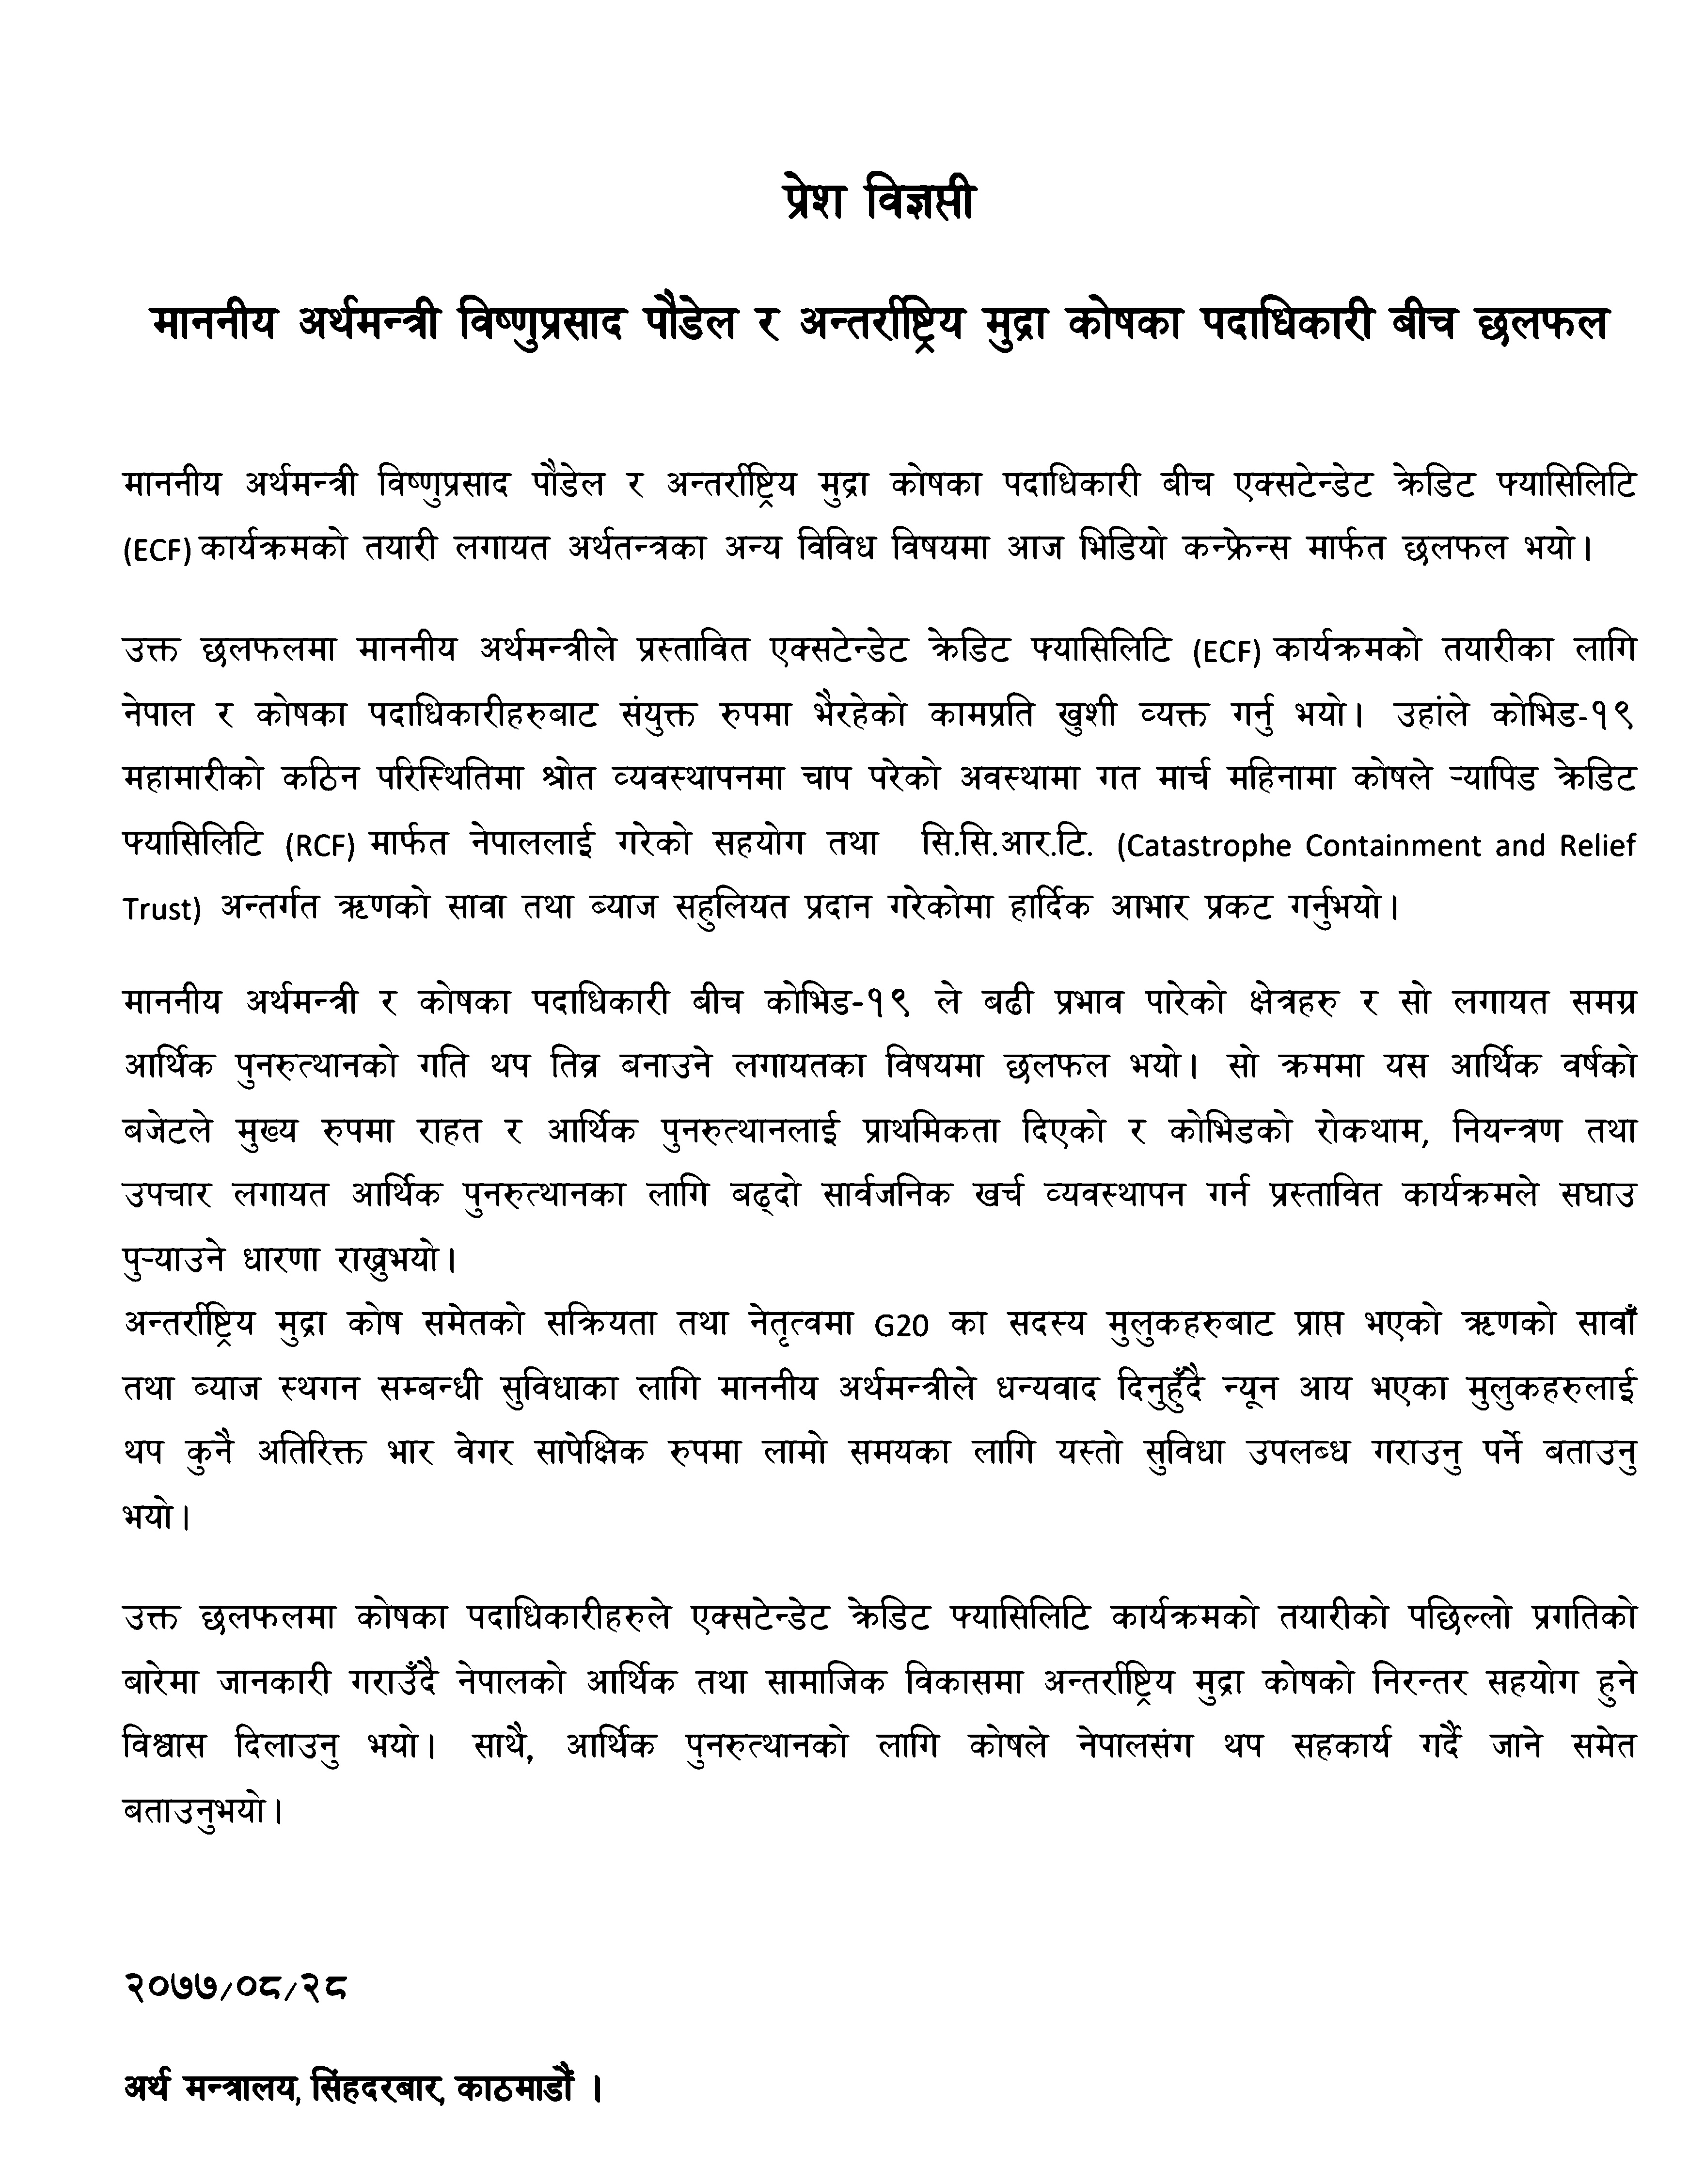 प्रेश विज्ञप्ती
माननीय अर्थमन्त्री विष्णुप्रसाद पौडेल र अन्तर्राष्ट्रिय मुद्रा कोषका पदाधिकारी बीच छलफल
माननीय अर्थमन्त्री विष्णुप्रसाद पौडेल र अन्तर्राष्ट्रिय मुद्रा कोषका पदाधिकारी बीच एक्सटेन्डेट क्रेडिट फ्यासिलिटि
(ECF) कार्यक्रमको तयारी लगायत अर्थतन्त्रका अन्य विविध विषयमा आज भिडियो कन्फ्रेन्स मार्फत छलफल भयो।
उक्त छलफलमा माननीय अर्थमन्त्रीले प्रस्तावित एक्सटेन्डेट क्रेडिट फ्यासिलिटि (ECF) कार्यक्रमको तयारीका लागि
नेपाल र कोषका पदाधिकारीहरुबाट संयुक्त रुपमा भैरहेको कामप्रति खुशी व्यक्त गर्नु भयो। उहांले कोभिड-१९
महामारीको कठिन परिस्थितिमा श्रोत व्यवस्थापनमा चाप परेको अवस्थामा गत मार्च महिनामा कोषले र्‍यापिड क्रेडिट
फ्यासिलिटि (RCF) मार्फत नेपाललाई गरेको सहयोग तथा सि.सि.आर.टि. (Catastrophe Containment and Relief
Trust) अन्तर्गत ऋणको सावा तथा ब्याज सहुलियत प्रदान गरेकोमा हार्दिक आभार प्रकट गर्नुभयो।
माननीय अर्थमन्त्री र कोषका पदाधिकारी बीच कोभिड-१९ ले बढी प्रभाव पारेको क्षेत्रहरु र सो लगायत समग्र
आर्थिक पुनरुत्थानको गति थप तिव्र बनाउने लगायतका विषयमा छलफल भयो। सो क्रममा यस आर्थिक वर्षको
बजेटले मुख्य रुपमा राहत र आर्थिक पुनरुत्थानलाई प्राथमिकता दिएको र कोभिडको रोकथाम, नियन्त्रण तथा
उपचार लगायत आर्थिक पुनरुत्थानका लागि बढ्दो सार्वजनिक खर्च व्यवस्थापन गर्न प्रस्तावित कार्यक्रमले सघाउ
पुर्‍याउने धारणा राख्नुभयो।
अन्तर्राष्ट्रिय मुद्रा कोष समेतको सक्रियता तथा नेतृत्वमा G20 का सदस्य मुलुकहरुबाट प्राप्त भएको ऋणको सावाँ
तथा ब्याज स्थगन सम्बन्धी सुविधाका लागि माननीय अर्थमन्त्रीले धन्यवाद दिनुहुँदै न्यून आय भएका मुलुकहरुलाई
थप कुनै अतिरिक्त भार वेगर सापेक्षिक रुपमा लामो समयका लागि यस्तो सुविधा उपलब्ध गराउनु पर्ने बताउनु
भयो।
उक्त छलफलमा कोषका पदाधिकारीहरुले एक्सटेन्डेट क्रेडिट फ्यासिलिटि कार्यक्रमको तयारीको पछिल्लो प्रगतिको
बारेमा जानकारी गराउँदै नेपालको आर्थिक तथा सामाजिक विकासमा अन्तर्राष्ट्रिय मुद्रा कोषको निरन्तर सहयोग हुने
विश्वास दिलाउनु भयो। साथै, आर्थिक पुनरुत्थानको लागि कोषले नेपालसंग थप सहकार्य गर्दै जाने समेत
बताउनुभयो।
२०७७/०८/२८
अर्थ मन्त्रालय, सिंहदरबार, काठमाडौं ।